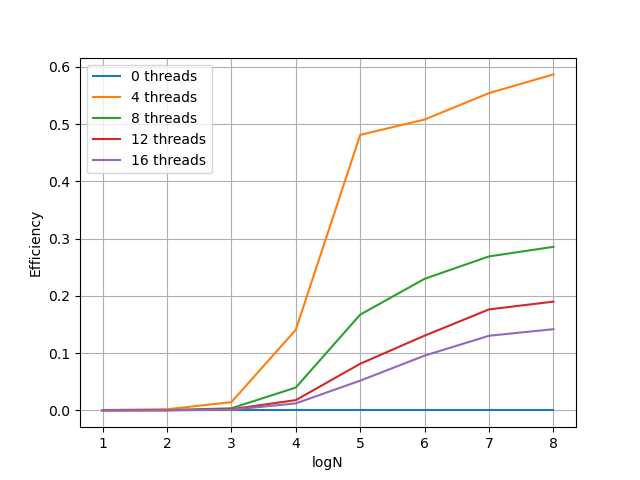 0.6
0.5
0.4
0.3
0.2
0.1
0.0
Efficiency
0 threads
4 threads
8 threads
12 threads
16 threads
1 2 3 4 5 6 7 8
logN